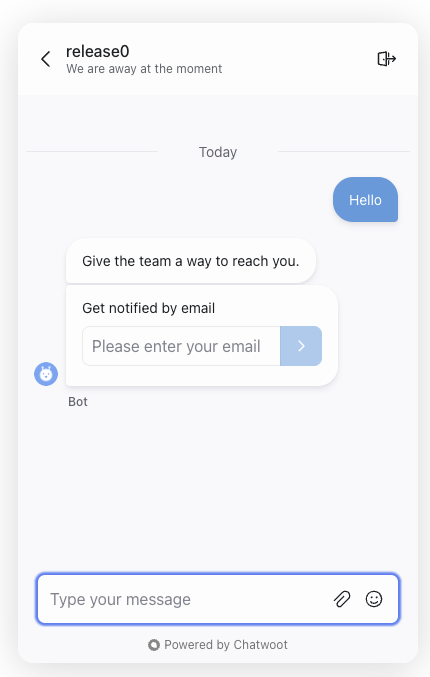 release0
We are away at the moment
Today
Hello
Give the team a way to reach you.
Get notified by email
Please enter your email
Bot
Type your message
Powered by Chatwoot